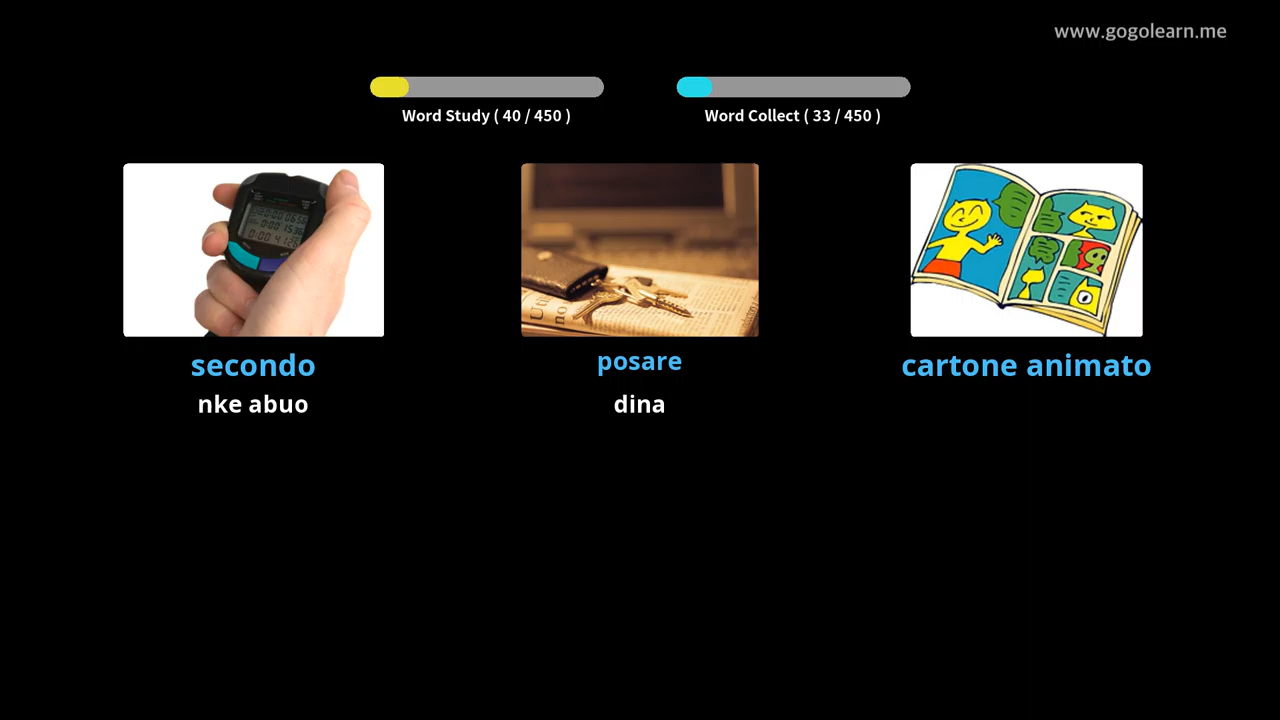 www.gogolearn.me
Word Study ( 40 / 450 )
Word Collect ( 33 / 450 )
secondo
posare
cartone animato
nke abuo
dina